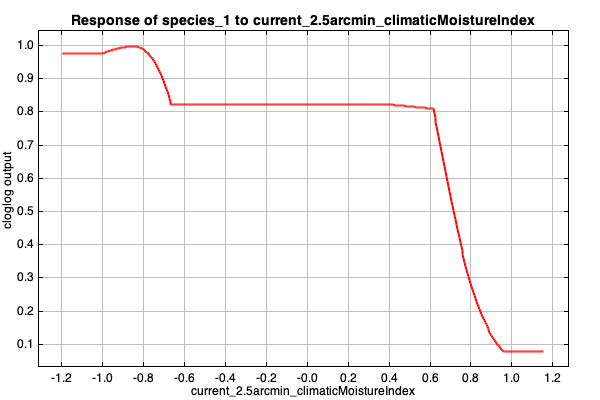 Response of species_1 to current_2.5arcmin_climaticMoistureIndex
1.0
0.9
0.8
0.7
0.6
0.5
0.4
0.3
0.2
0.1
cloglog output
-1.2 -1.0 -0.8 -0.6 -0.4 -0.2 -0.0 0.2 0.4 0.6 0.8 1.0 1.2
current_2.5arcmin_climaticMoistureIndex